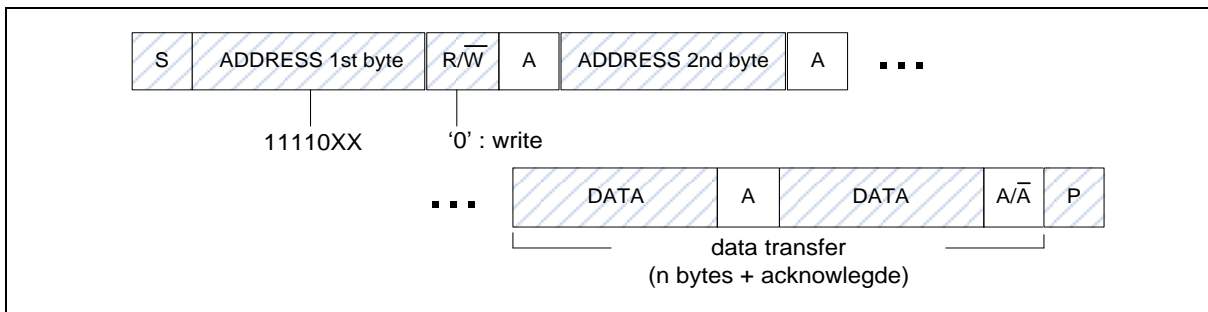 S ADDRESS 1st byte R/W̅ A ADDRESS 2nd byte A ▪ ▪ ▪
11110XX ‘0’ : write
▪ ▪ ▪ DATA A DATA A/A̅ P
data transfer
(n bytes + acknowlegde)